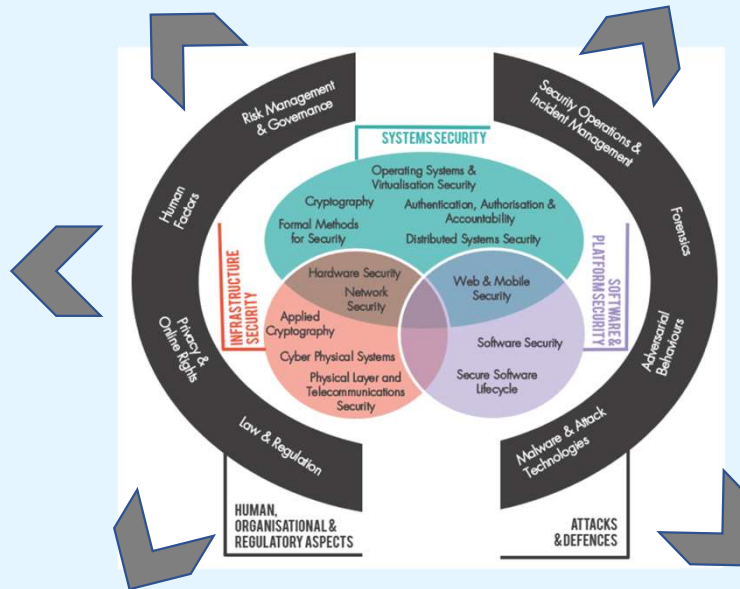 Risk Management
& Governance
Human
Factors
Privacy &
Online Rights
Law & Regulation
HUMAN,
ORGANISATIONAL &
REGULATORY ASPECTS
SYSTEMS SECURITY
Operating Systems &
Virtualisation Security
Cryptography
Authentication, Authorisation &
Accountability
Formal Methods
for Security
Distributed Systems Security
INFRASTRUCTURE
SECURITY
Hardware Security
Network
Security
Applied
Cryptography
Cyber Physical Systems
Physical Layer and
Telecommunications
Security
Web & Mobile
Security
Software Security
Secure Software
Lifecycle
SOFTWARE &
PLATFORM SECURITY
Security Operations &
Incident Management
Forensics
Adversarial
Behaviours
Malware & Attack
Technologies
ATTACKS
& DEFENCES